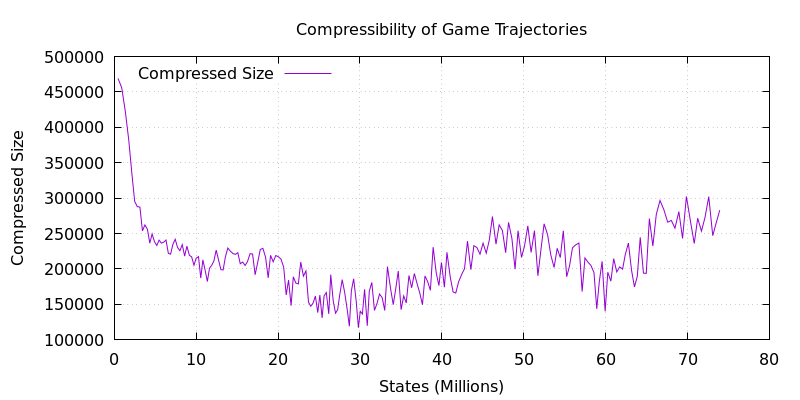 Compressibility of Game Trajectories
Compressed Size
500000
450000
400000
350000
300000
250000
200000
150000
100000
Compressed Size
0 10 20 30 40 50 60 70 80
States (Millions)